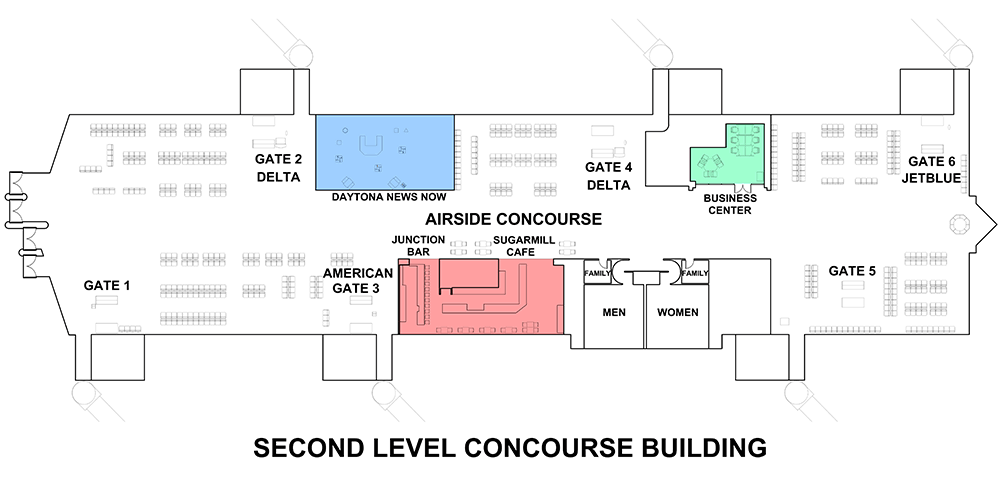 GATE 2
DELTA
DAYTONA NEWS NOW
GATE 4
DELTA
BUSINESS
CENTER
GATE 6
JETBLUE
AIRSIDE CONCOURSE
JUNCTION
BAR
SUGARMILL
CAFE
GATE 1
AMERICAN
GATE 3
FAMILY
FAMILY
MEN
WOMEN
GATE 5
SECOND LEVEL CONCOURSE BUILDING